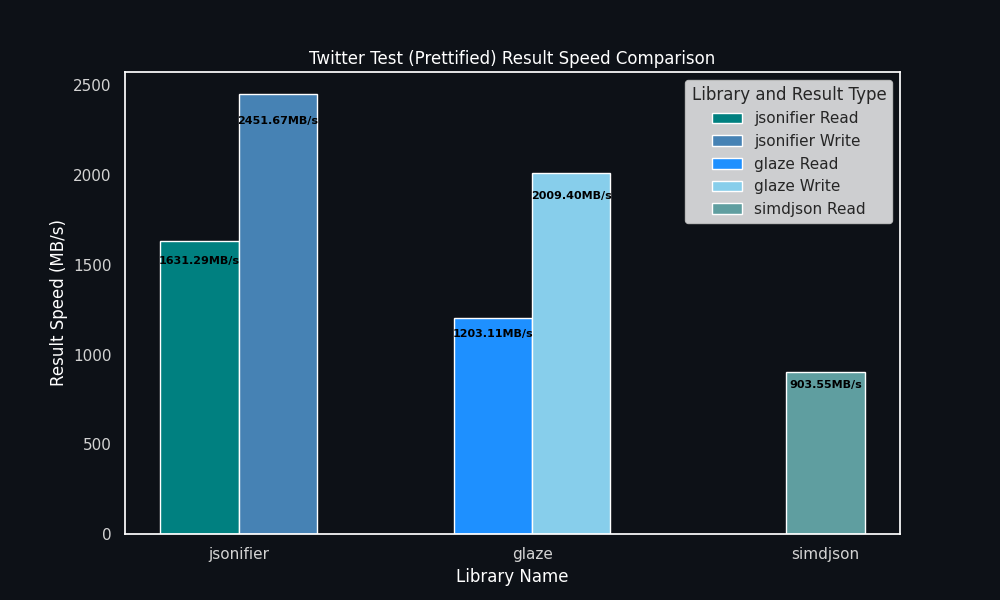 Twitter Test (Prettified) Result Speed Comparison
Result Speed (MB/s)
2500
2000
1500
1000
500
0
2451.67MB/s
1631.29MB/s
2009.40MB/s
1203.11MB/s
903.55MB/s
Library and Result Type
jsonifier Read
jsonifier Write
glaze Read
glaze Write
simdjson Read
jsonifier
glaze
simdjson
Library Name